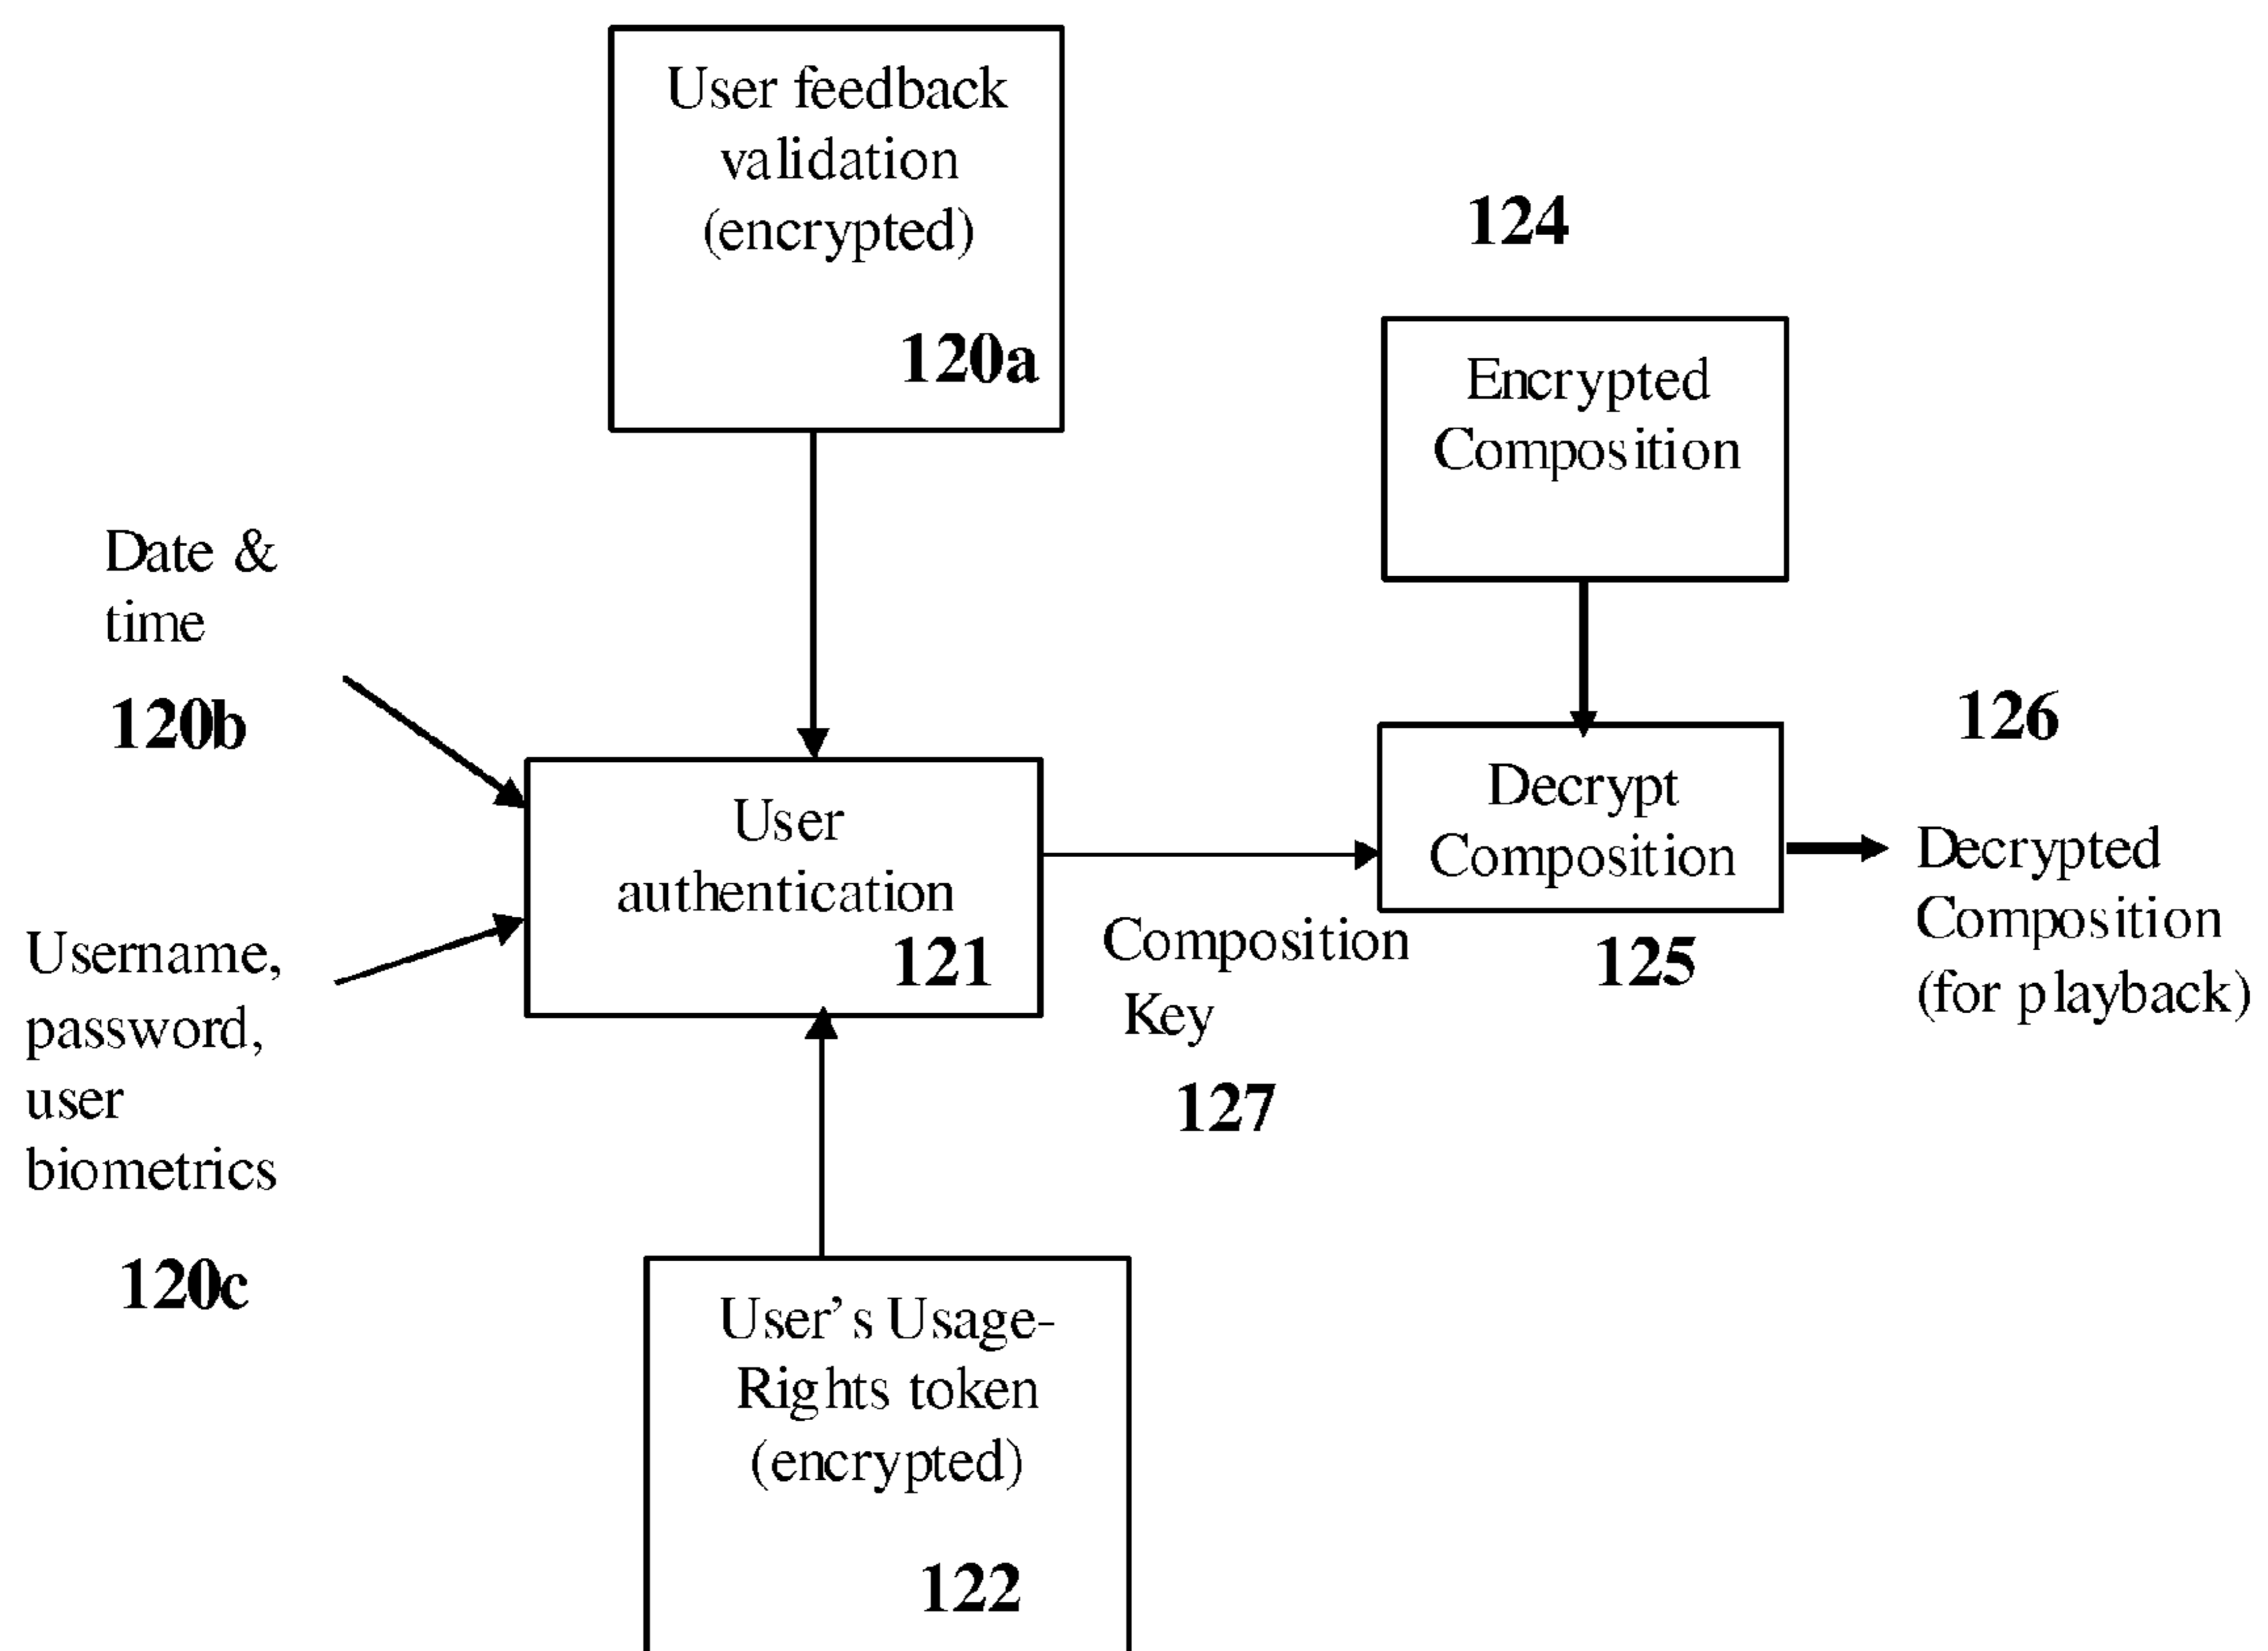 User feedback
validation
(encrypted)
120a
124
Encrypted
Composition
Date &
time
120b
126
User
authentication
121
Decrypt
Composition
125
Decrypted
Composition
(for playback)
Composition
Key
127
Username,
password,
user
biometrics
120c
User's Usage-
Rights token
(encrypted)
122